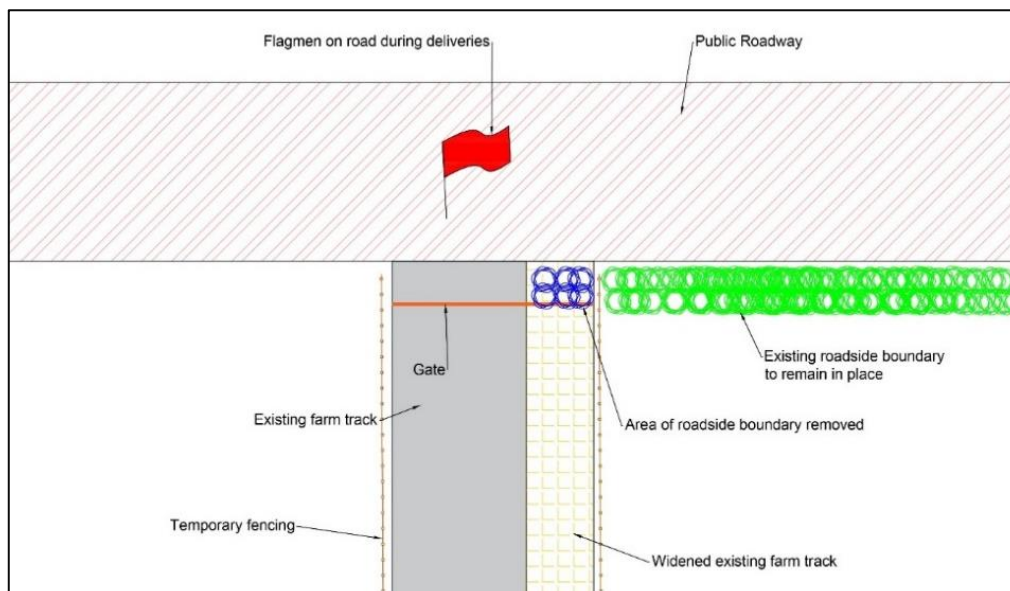 Flagmen on road during deliveries
Public Roadway
Gate
Existing roadside boundary
to remain in place
Existing farm track
Area of roadside boundary removed
Temporary fencing
Widened existing farm track